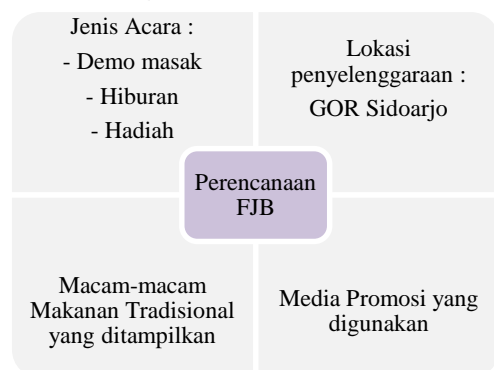 Jenis Acara :
- Demo masak
- Hiburan
- Hadiah
Lokasi
penyelenggaraan :
GOR Sidoarjo
Perencanaan
FJB
Macam-macam
Makanan Tradisional
yang ditampilkan
Media Promosi yang
digunakan